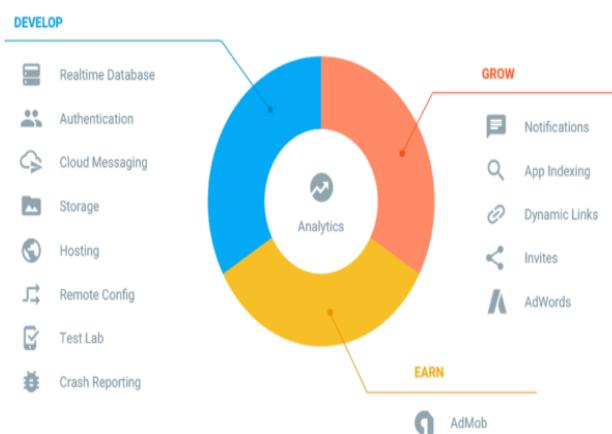 DEVELOP
Realtime Database
Authentication
Cloud Messaging
Storage
Hosting
Remote Config
Test Lab
Crash Reporting
Analytics
GROW
Notifications
App Indexing
Dynamic Links
Invites
AdWords
EARN
AdMob